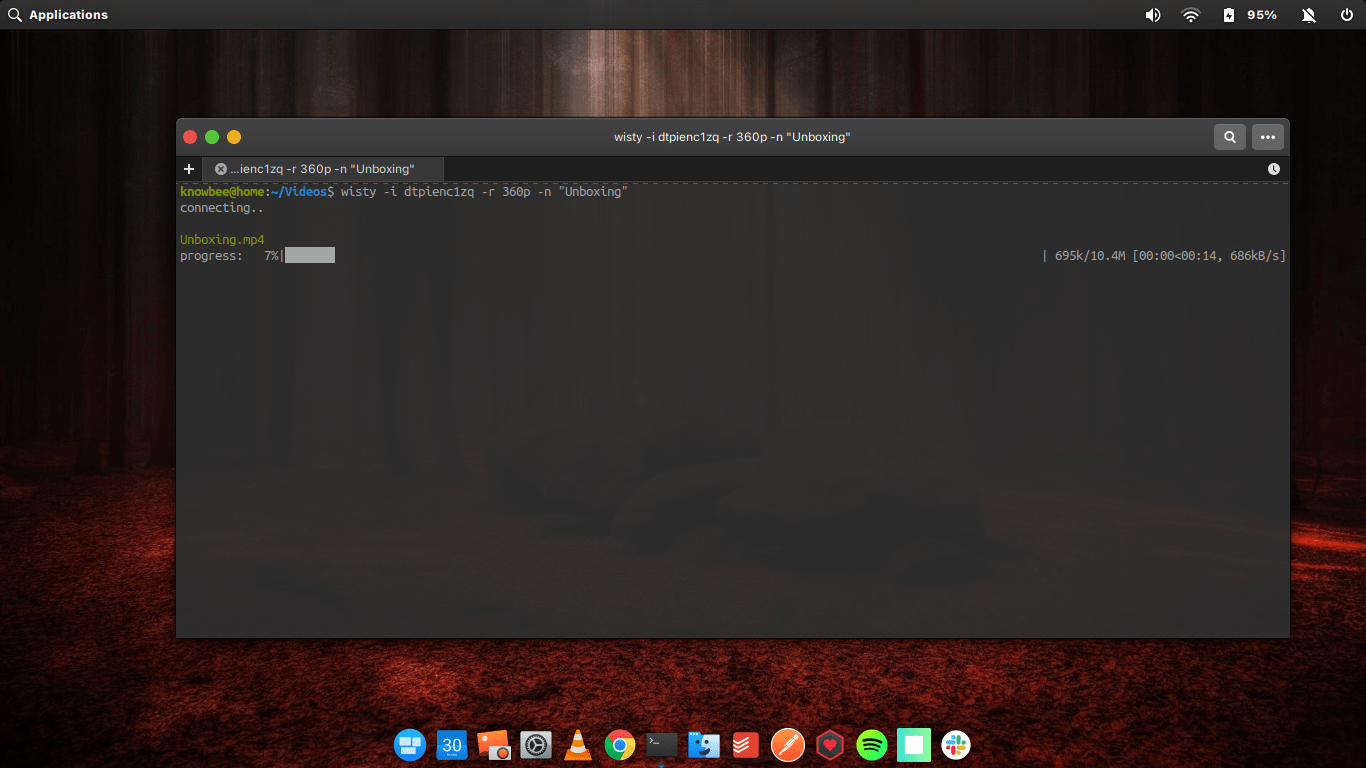 Applications
95%
wisty -i dtpienc1zq -r 360p -n "Unboxing"
...ienc1zq -r 360p -n "Unboxing"
knowbee@home:~/Videos$ wisty -i dtpienc1zq -r 360p -n "Unboxing"
connecting..
Unboxing.mp4
progress:   7%|          | 695k/10.4M [00:00<00:14, 686kB/s]
30